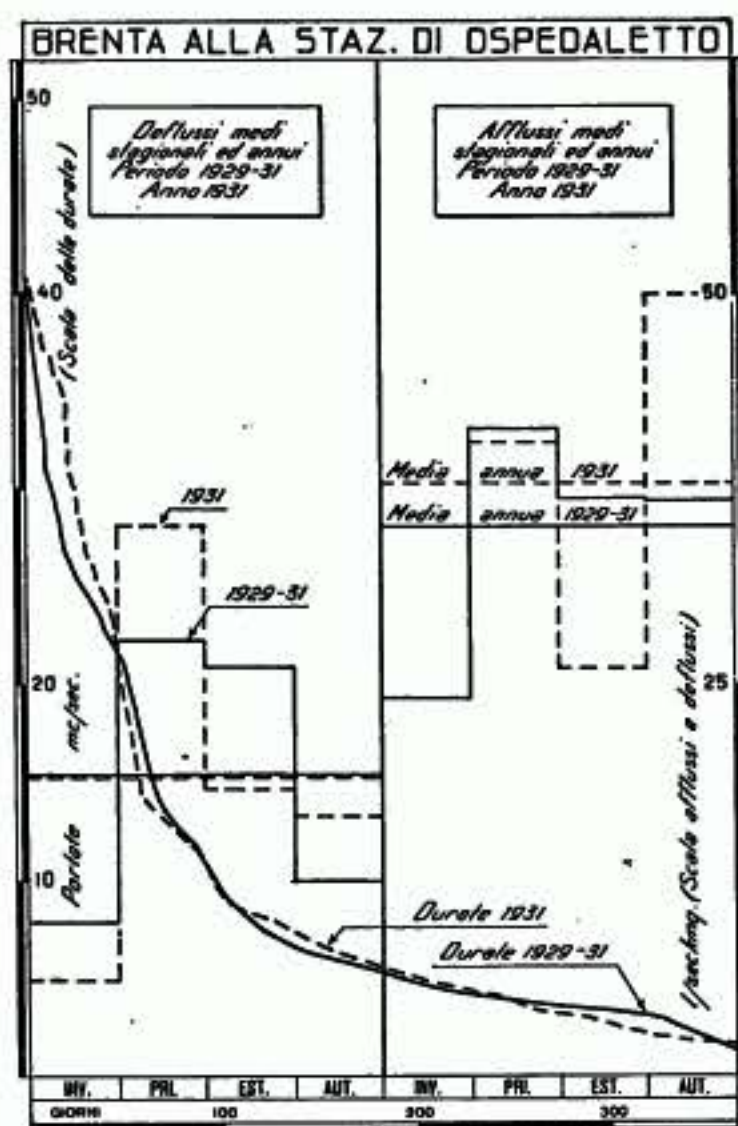 BRENTA ALLA STAZ. DI OSPEDALETTO
50
Deflussi medi
stagionali ed annui
Periodo 1929-31
Anno 1931
Afflussi medi
stagionali ed annui
Periodo 1929-31
Anno 1931
(Scala delle durate)
40
50
Media annua 1931
Media annua 1929-31
1931
1929-31
20
25
mc/sec.
Portate
10
l/sec.kmq. (Scala afflussi e deflussi)
Durate 1931
Durate 1929-31
INV. PRI. EST. AUT. INV. PRI. EST. AUT.
GIORNI 100 200 300